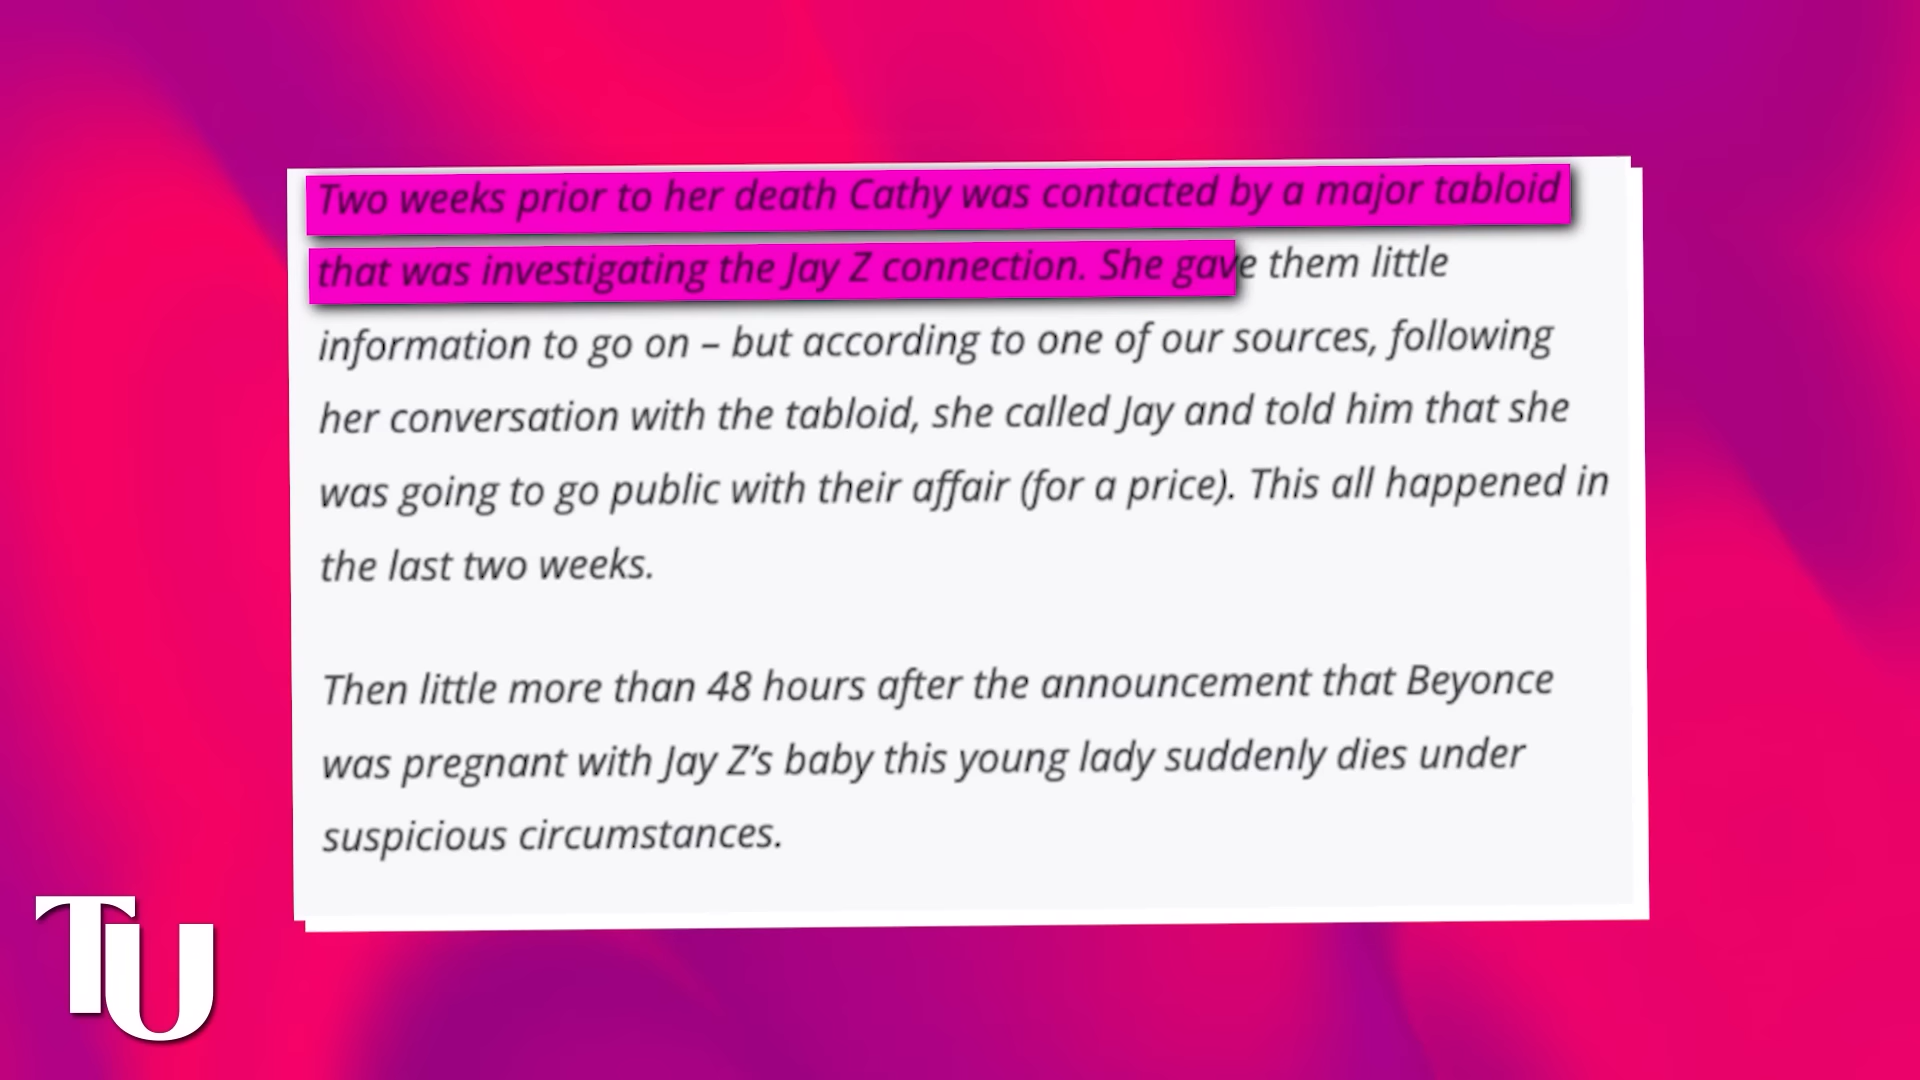 Two weeks prior to her death Cathy was contacted by a major tabloid
that was investigating the Jay Z connection. She gave them little
information to go on – but according to one of our sources, following
her conversation with the tabloid, she called Jay and told him that she
was going to go public with their affair (for a price). This all happened in
the last two weeks.
Then little more than 48 hours after the announcement that Beyonce
was pregnant with Jay Z’s baby this young lady suddenly dies under
suspicious circumstances.
TU